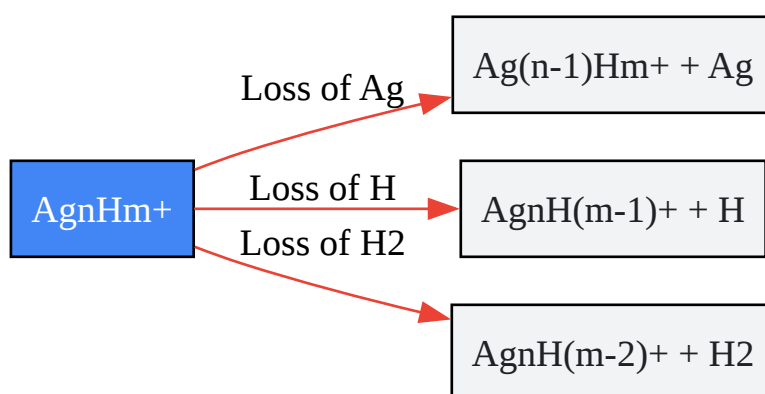 Ag(n-1)Hm+ + Ag
Loss of Ag
AgnHm+
Loss of H
AgnH(m-1)+ + H
Loss of H2
AgnH(m-2)+ + H2